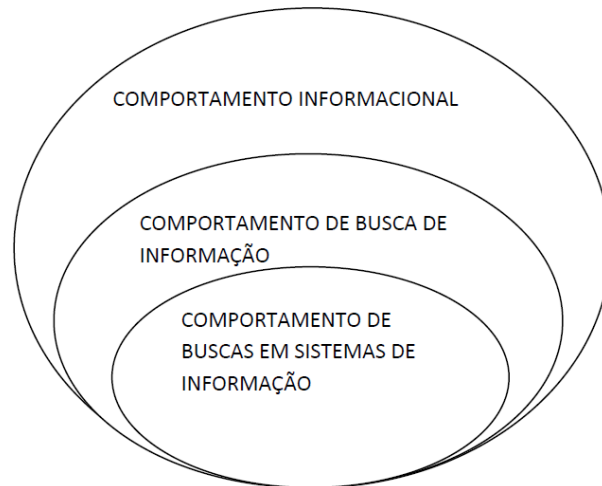 COMPORTAMENTO INFORMACIONAL
COMPORTAMENTO DE BUSCA DE
INFORMAÇÃO
COMPORTAMENTO DE
BUSCAS EM SISTEMAS DE
INFORMAÇÃO